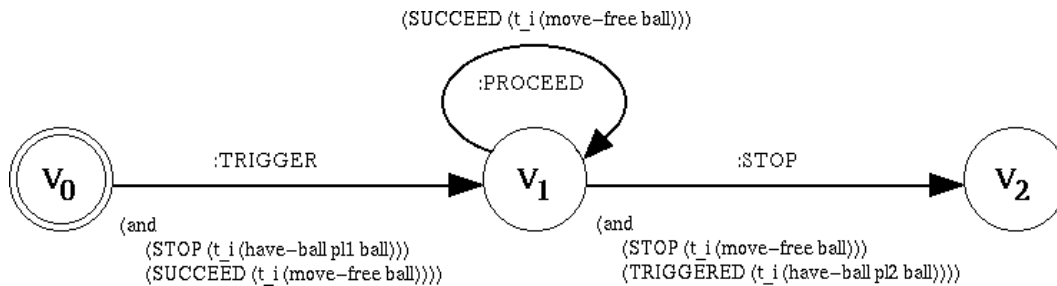 (SUCCEED (t_i (move−free ball)))
:PROCEED
V0
:TRIGGER
V1
:STOP
V2
(and
(STOP (t_i (have−ball pl1 ball)))
(SUCCEED (t_i (move−free ball))))
(and
(STOP (t_i (move−free ball)))
(TRIGGERED (t_i (have−ball pl2 ball))))